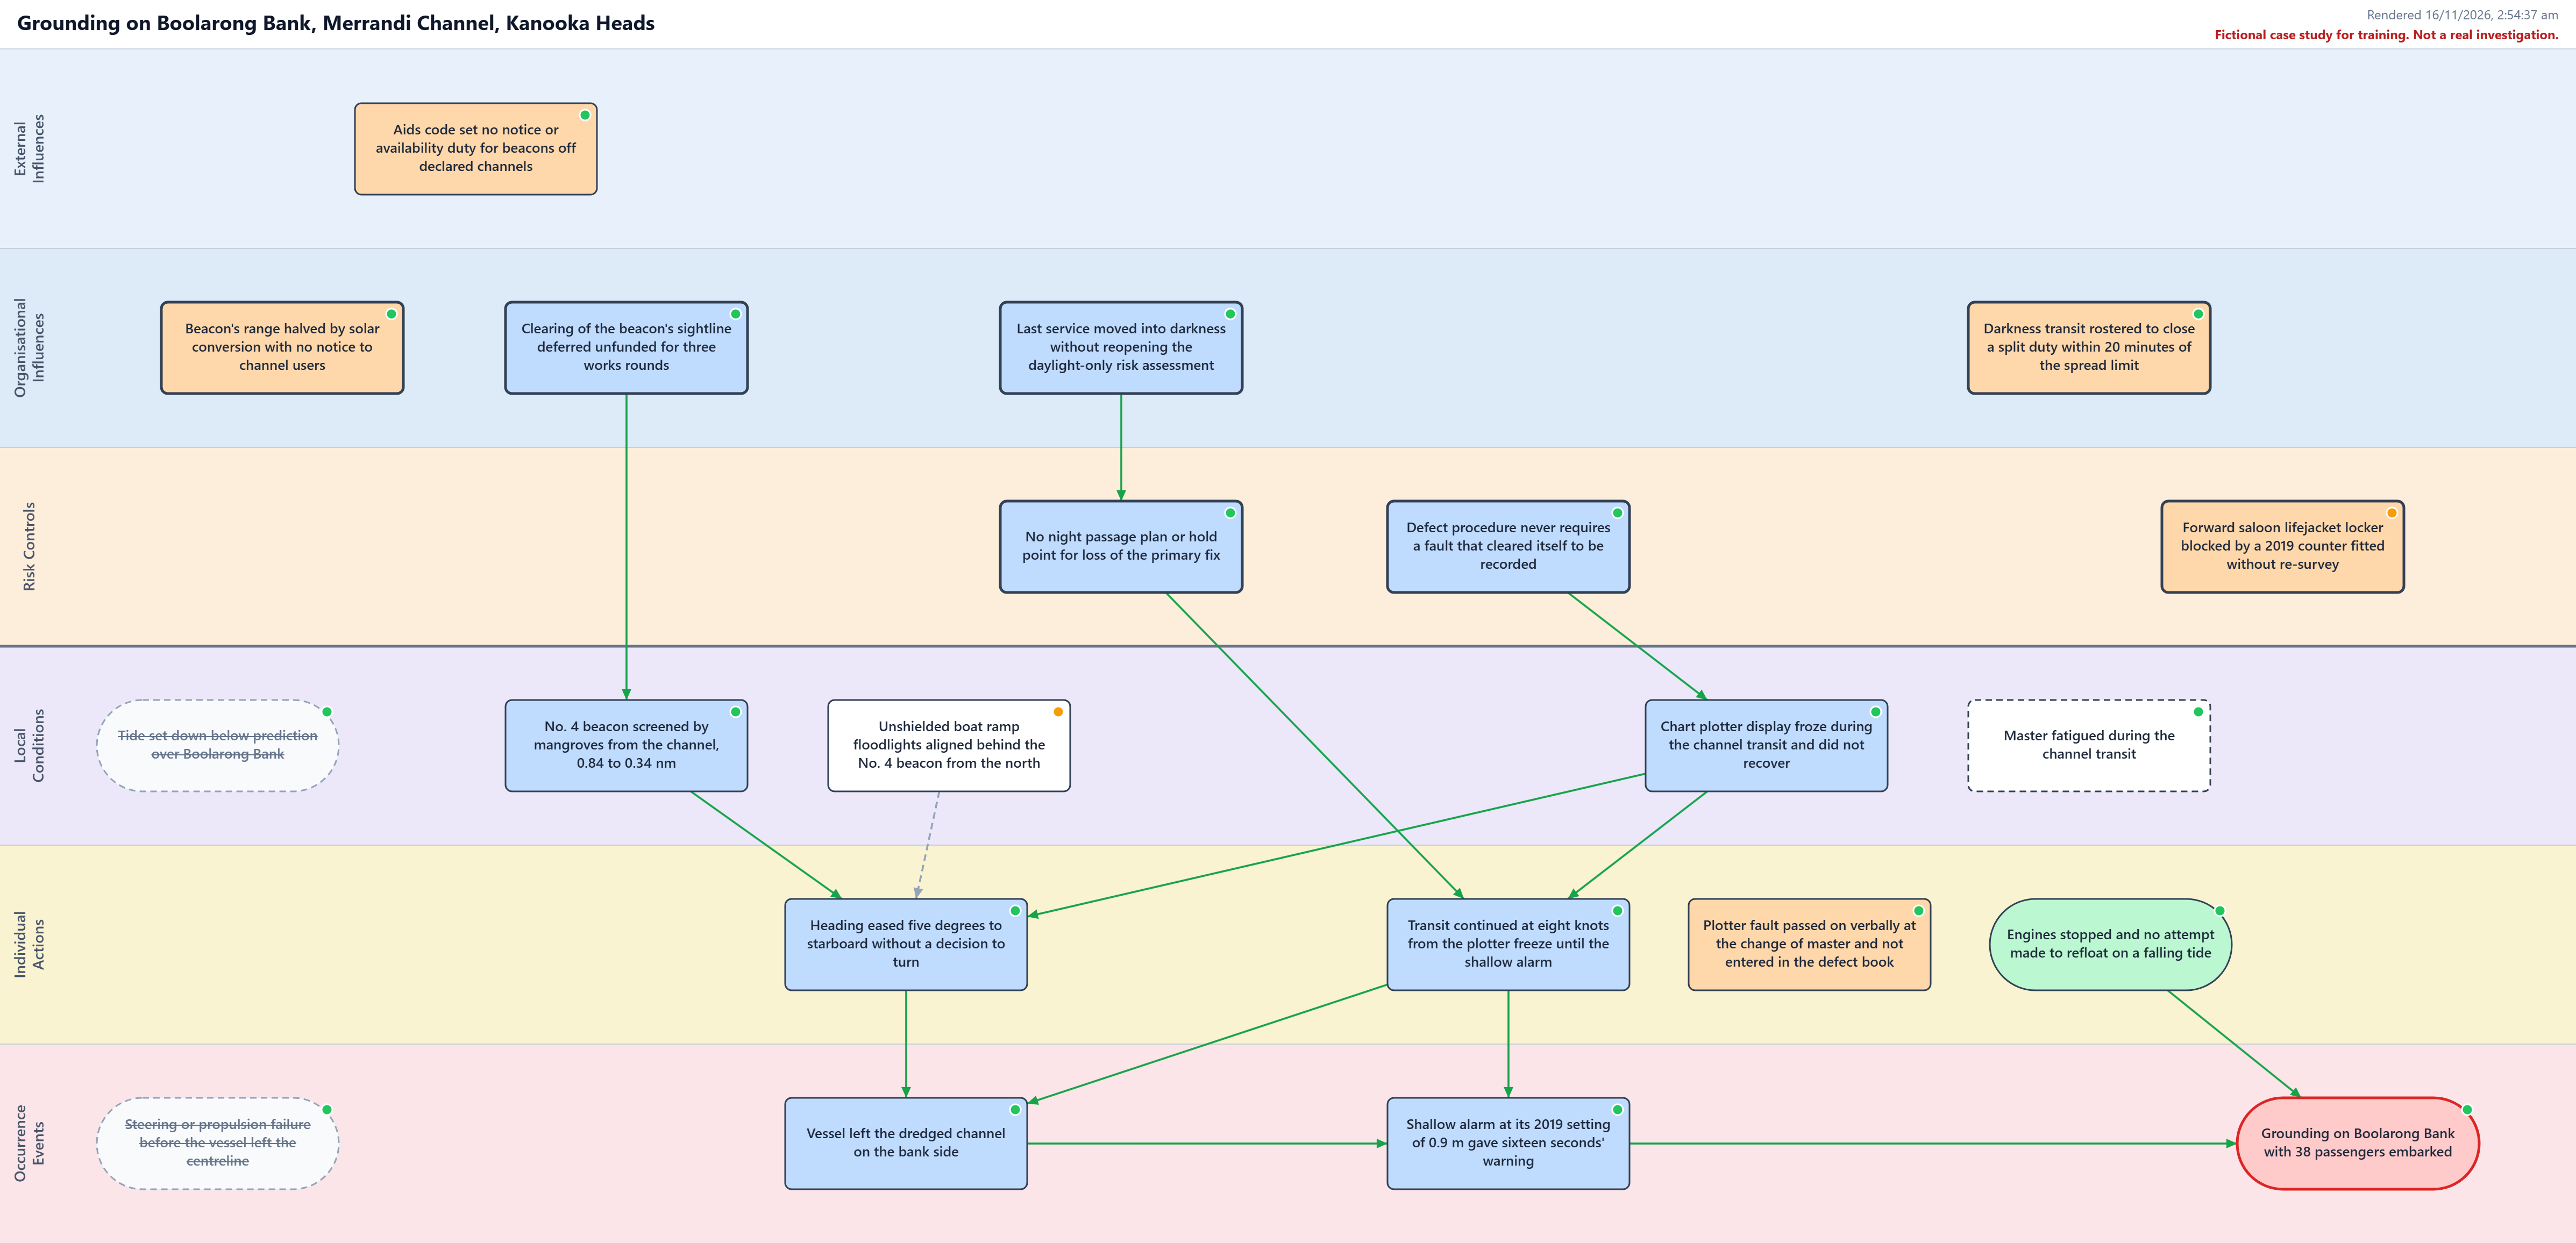 Grounding on Boolarong Bank, Merrandi Channel, Kanooka Heads
Rendered 16/11/2026, 2:54:37 am
Fictional case study for training. Not a real investigation.
External
Influences
Aids code set no notice or
availability duty for beacons off
declared channels
Organisational
Influences
Beacon's range halved by solar
conversion with no notice to
channel users
Clearing of the beacon's sightline
deferred unfunded for three
works rounds
Last service moved into darkness
without reopening the
daylight-only risk assessment
Darkness transit rostered to close
a split duty within 20 minutes of
the spread limit
Risk Controls
No night passage plan or hold
point for loss of the primary fix
Defect procedure never requires
a fault that cleared itself to be
recorded
Forward saloon lifejacket locker
blocked by a 2019 counter fitted
without re-survey
Local
Conditions
Tide set down below prediction
over Boolarong Bank
No. 4 beacon screened by
mangroves from the channel,
0.84 to 0.34 nm
Unshielded boat ramp
floodlights aligned behind the
No. 4 beacon from the north
Chart plotter display froze during
the channel transit and did not
recover
Master fatigued during the
channel transit
Individual
Actions
Heading eased five degrees to
starboard without a decision to
turn
Transit continued at eight knots
from the plotter freeze until the
shallow alarm
Plotter fault passed on verbally at
the change of master and not
entered in the defect book
Engines stopped and no attempt
made to refloat on a falling tide
Occurrence
Events
Steering or propulsion failure
before the vessel left the
centreline
Vessel left the dredged channel
on the bank side
Shallow alarm at its 2019 setting
of 0.9 m gave sixteen seconds'
warning
Grounding on Boolarong Bank
with 38 passengers embarked